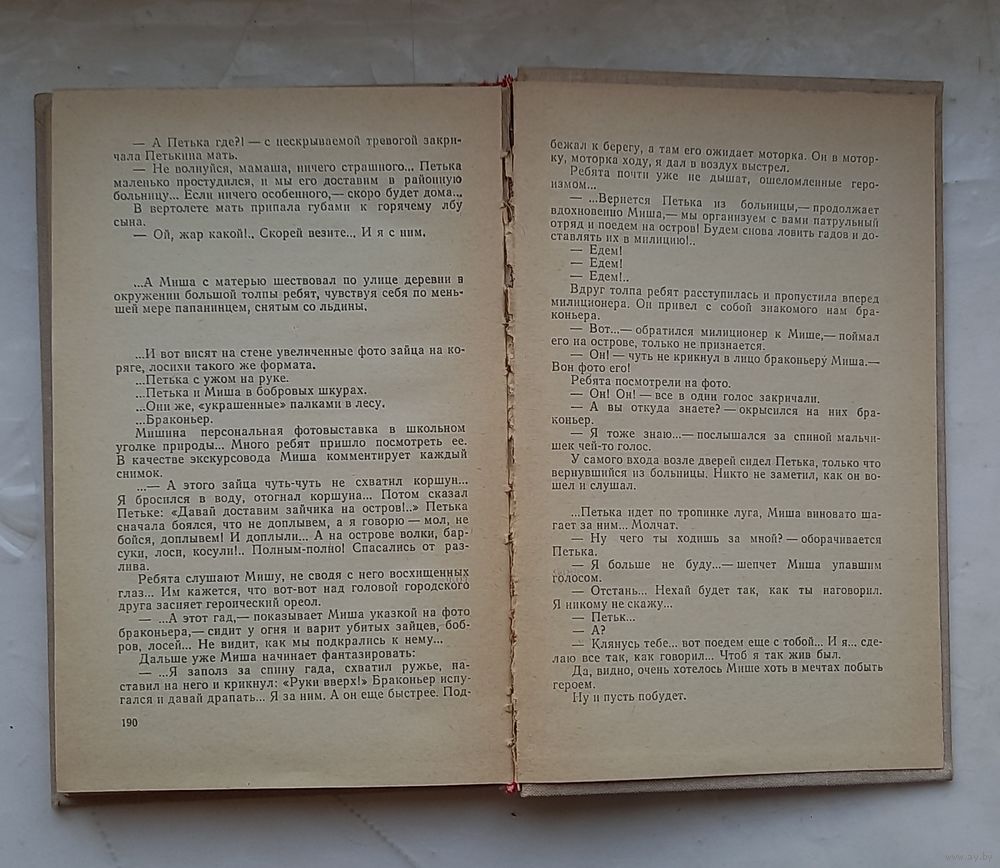 — А Петька где?! — с нескрываемой тревогой закри-
чала Петькина мать.
— Не волнуйся, мамаша, ничего страшного... Петька
маленько простудился, и мы его доставим в районную
больницу... Если ничего особенного,— скоро будет дома...
В вертолете мать припала губами к горячему лбу
сына.
— Ой, жар какой!.. Скорей везите... И я с ним.
...А Миша с матерью шествовал по улице деревни в
окружении большой толпы ребят, чувствуя себя по мень-
шей мере папанинцем, снятым со льдины.
...И вот висят на стене увеличенные фото зайца на ко-
ряге, лосихи такого же формата.
...Петька с ужом на руке.
...Петька и Миша в бобровых шкурах.
...Они же, «украшенные» палками в лесу.
...Браконьер.
Мишина персональная фотовыставка в школьном
уголке природы... Много ребят пришло посмотреть ее.
В качестве экскурсовода Миша комментирует каждый
снимок.
...— А этого зайца чуть-чуть не схватил коршун...
Я бросился в воду, отогнал коршуна... Потом сказал
Петьке: «Давай доставим зайчика на остров!..» Петька
сначала боялся, что не доплывем, а я говорю — мол, не
бойся, доплывем! И доплыли... А на острове волки, бар-
суки, лоси, косули!.. Полным-полно! Спасались от раз-
лива.
Ребята слушают Мишу, не сводя с него восхищенных
глаз... Им кажется, что вот-вот над головой городского
друга засияет героический ореол.
— ...А этот гад,— показывает Миша указкой на фото
браконьера,— сидит у огня и варит убитых зайцев, боб-
ров, лосей... Не видит, как мы подкрались к нему...
Дальше уже Миша начинает фантазировать:
— ...Я заполз за спину гада, схватил ружье, на-
ставил на него и крикнул: «Руки вверх!» Браконьер испу-
гался и давай драпать... Я за ним. А он еще быстрее. Под-
190
бежал к берегу, а там его ожидает моторка. Он в мотор-
ку, моторка ходу, я дал в воздух выстрел.
Ребята почти уже не дышат, ошеломленные геро-
измом...
— ...Вернется Петька из больницы,— продолжает
вдохновенно Миша,— мы организуем с вами патрульный
отряд и поедем на остров! Будем снова ловить гадов и до-
ставлять их в милицию!..
— Едем!
— Едем!
— Едем!..
Вдруг толпа ребят расступилась и пропустила вперед
милиционера. Он привел с собой знакомого нам бра-
коньера.
— Вот...— обратился милиционер к Мише,— поймал
его на острове, только не признается.
— Он! — чуть не крикнул в лицо браконьеру Миша.—
Вон фото его!
Ребята посмотрели на фото.
— Он! Он! — все в один голос закричали.
— А вы откуда знаете? — окрысился на них бра-
коньер.
— Я тоже знаю...— послышался за спиной мальчи-
шек чей-то голос.
У самого входа возле дверей сидел Петька, только что
вернувшийся из больницы. Никто не заметил, как он во-
шел и слушал.
...Петька идет по тропинке луга, Миша виновато ша-
гает за ним... Молчат.
— Ну чего ты ходишь за мной? — оборачивается
Петька.
— Я больше не буду...— шепчет Миша упавшим
голосом.
— Отстань... Нехай будет так, как ты наговорил.
Я никому не скажу...
— Петьк...
— А?
— Клянусь тебе... вот поедем еще с тобой... И я... сде-
лаю все так, как говорил... Чтоб я так жив был.
Да, видно, очень хотелось Мише хоть в мечтах побыть
героем.
Ну и пусть побудет.
www.ay.by